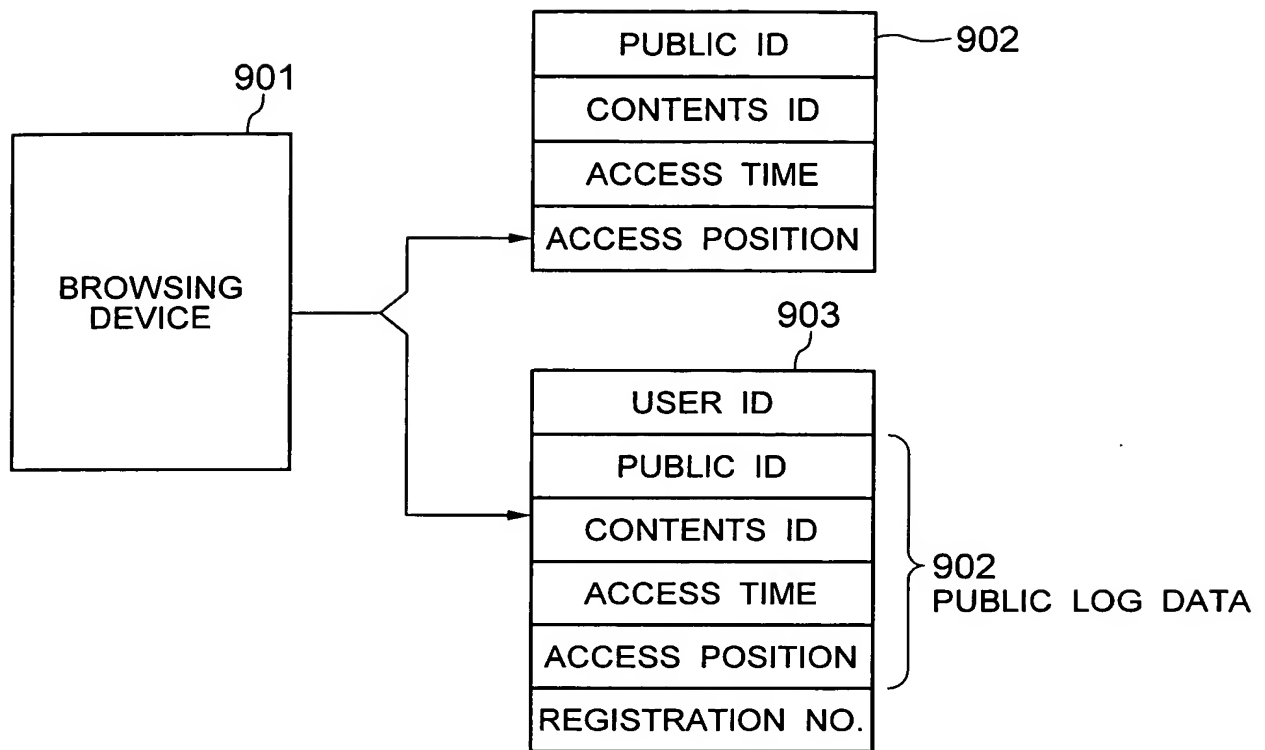 901
BROWSING
DEVICE
902
PUBLIC ID
CONTENTS ID
ACCESS TIME
ACCESS POSITION
903
USER ID
PUBLIC ID
CONTENTS ID
ACCESS TIME
ACCESS POSITION
REGISTRATION NO.
902
PUBLIC LOG DATA